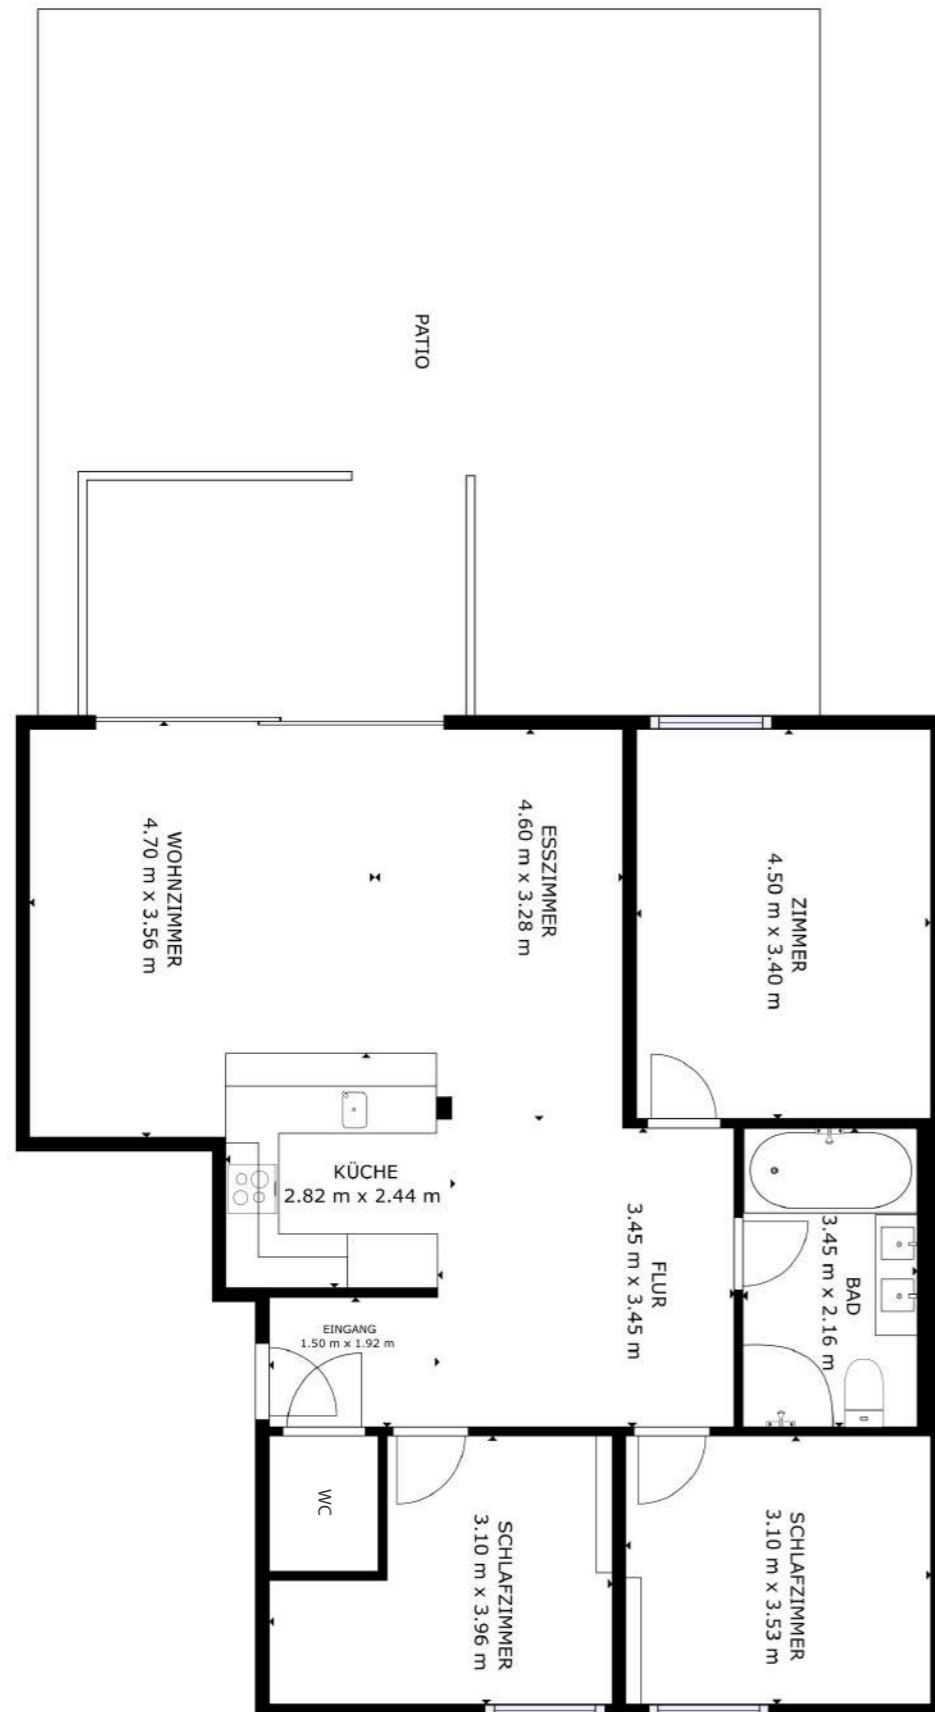 PATIO
WOHNZIMMER
4.70 m x 3.56 m
ESSZIMMER
4.60 m x 3.28 m
ZIMMER
4.50 m x 3.40 m
KÜCHE
2.82 m x 2.44 m
FLUR
3.45 m x 3.45 m
BAD
3.45 m x 2.16 m
EINGANG
1.50 m x 1.92 m
WC
SCHLAFZIMMER
3.10 m x 3.96 m
SCHLAFZIMMER
3.10 m x 3.53 m